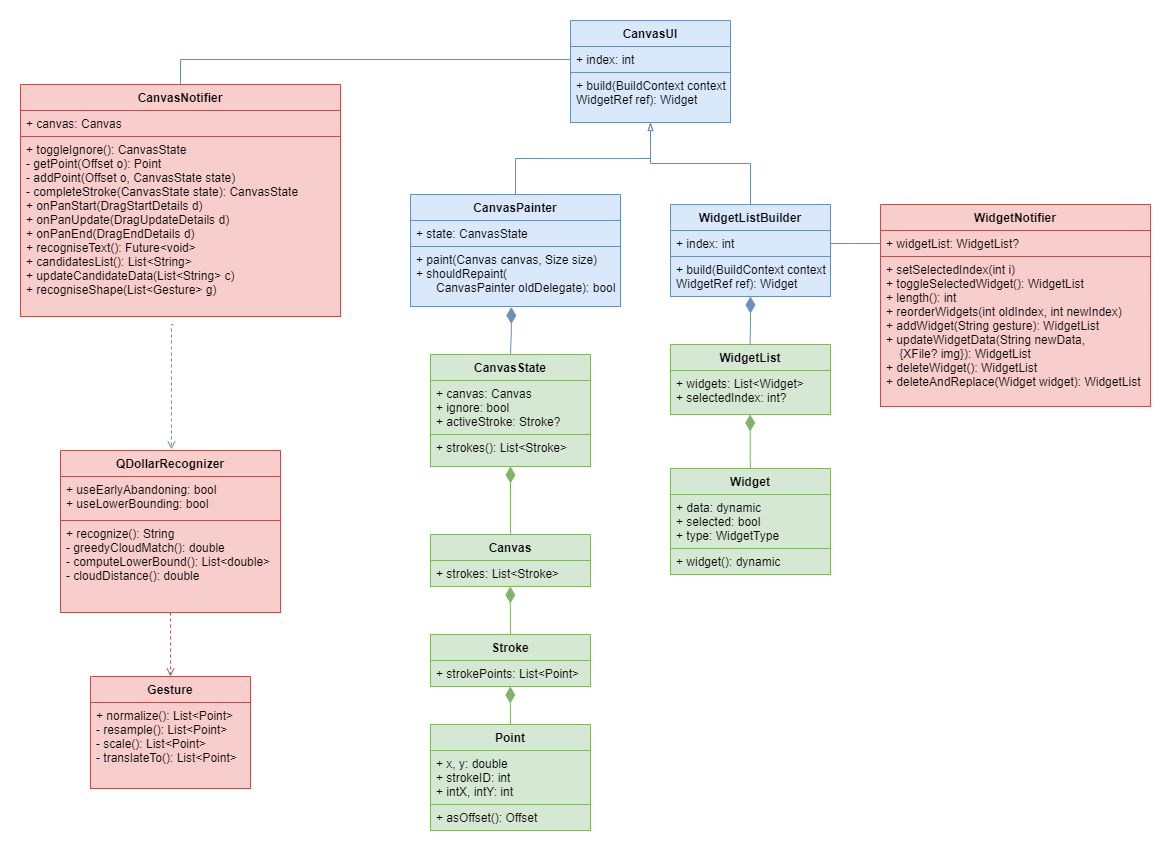 CanvasUI
+ index: int
+ build(BuildContext context
WidgetRef ref): Widget
CanvasNotifier
+ canvas: Canvas
+ toggleIgnore(): CanvasState
- getPoint(Offset o): Point
- addPoint(Offset o, CanvasState state)
- completeStroke(CanvasState state): CanvasState
+ onPanStart(DragStartDetails d)
+ onPanUpdate(DragUpdateDetails d)
+ onPanEnd(DragEndDetails d)
+ recogniseText(): Future<void>
+ candidatesList(): List<String>
+ updateCandidateData(List<String> c)
+ recogniseShape(List<Gesture> g)
CanvasPainter
+ state: CanvasState
+ paint(Canvas canvas, Size size)
+ shouldRepaint(
CanvasPainter oldDelegate): bool
WidgetListBuilder
+ index: int
+ build(BuildContext context
WidgetRef ref): Widget
WidgetNotifier
+ widgetList: WidgetList?
+ setSelectedIndex(int i)
+ toggleSelectedWidget(): WidgetList
+ length(): int
+ reorderWidgets(int oldIndex, int newIndex)
+ addWidget(String gesture): WidgetList
+ updateWidgetData(String newData,
{XFile? img}): WidgetList
+ deleteWidget(): WidgetList
+ deleteAndReplace(Widget widget): WidgetList
CanvasState
+ canvas: Canvas
+ ignore: bool
+ activeStroke: Stroke?
+ strokes(): List<Stroke>
WidgetList
+ widgets: List<Widget>
+ selectedIndex: int?
QDollarRecognizer
+ useEarlyAbandoning: bool
+ useLowerBounding: bool
+ recognize(): String
- greedyCloudMatch(): double
- computeLowerBound(): List<double>
- cloudDistance(): double
Widget
+ data: dynamic
+ selected: bool
+ type: WidgetType
+ widget(): dynamic
Canvas
+ strokes: List<Stroke>
Stroke
+ strokePoints: List<Point>
Gesture
+ normalize(): List<Point>
- resample(): List<Point>
- scale(): List<Point>
- translateTo(): List<Point>
Point
+ x, y: double
+ strokeID: int
+ intX, intY: int
+ asOffset(): Offset